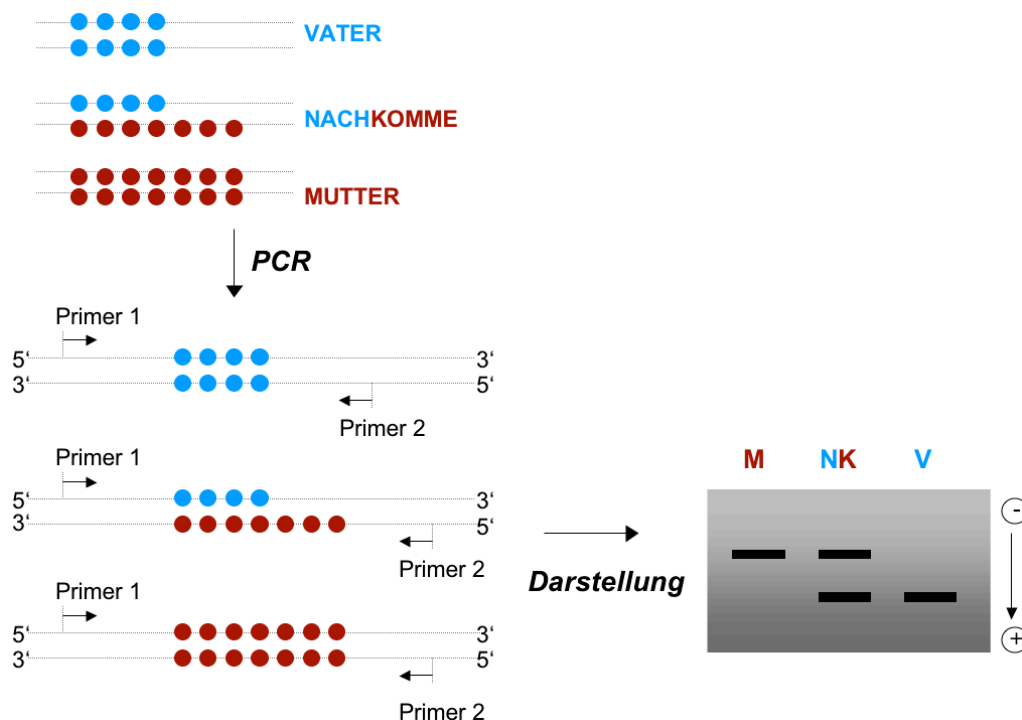 VATER
NACHKOMME
MUTTER
PCR
Primer 1
5‘ 3‘
3‘ 5‘
Primer 2
Primer 1
5‘ 3‘
3‘ 5‘
Primer 2
Primer 1
5‘ 3‘
3‘ 5‘
Primer 2
Darstellung
M NK V
-
+